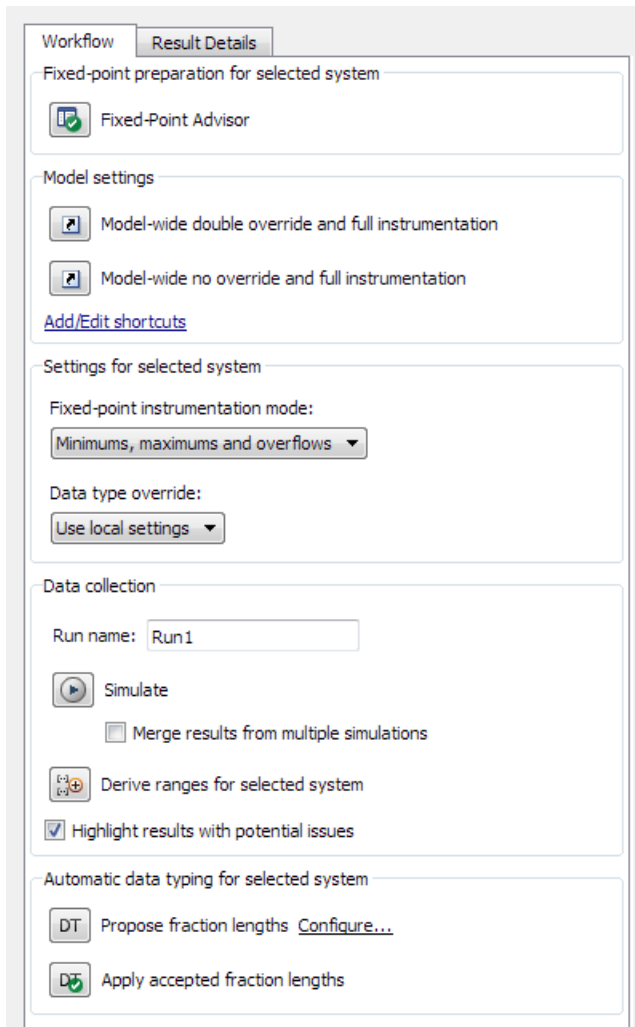 Workflow
Result Details
Fixed-point preparation for selected system
Fixed-Point Advisor
Model settings
Model-wide double override and full instrumentation
Model-wide no override and full instrumentation
Add/Edit shortcuts
Settings for selected system
Fixed-point instrumentation mode:
Minimums, maximums and overflows
Data type override:
Use local settings
Data collection
Run name: Run1
Simulate
Merge results from multiple simulations
Derive ranges for selected system
Highlight results with potential issues
Automatic data typing for selected system
DT Propose fraction lengths Configure...
DT Apply accepted fraction lengths